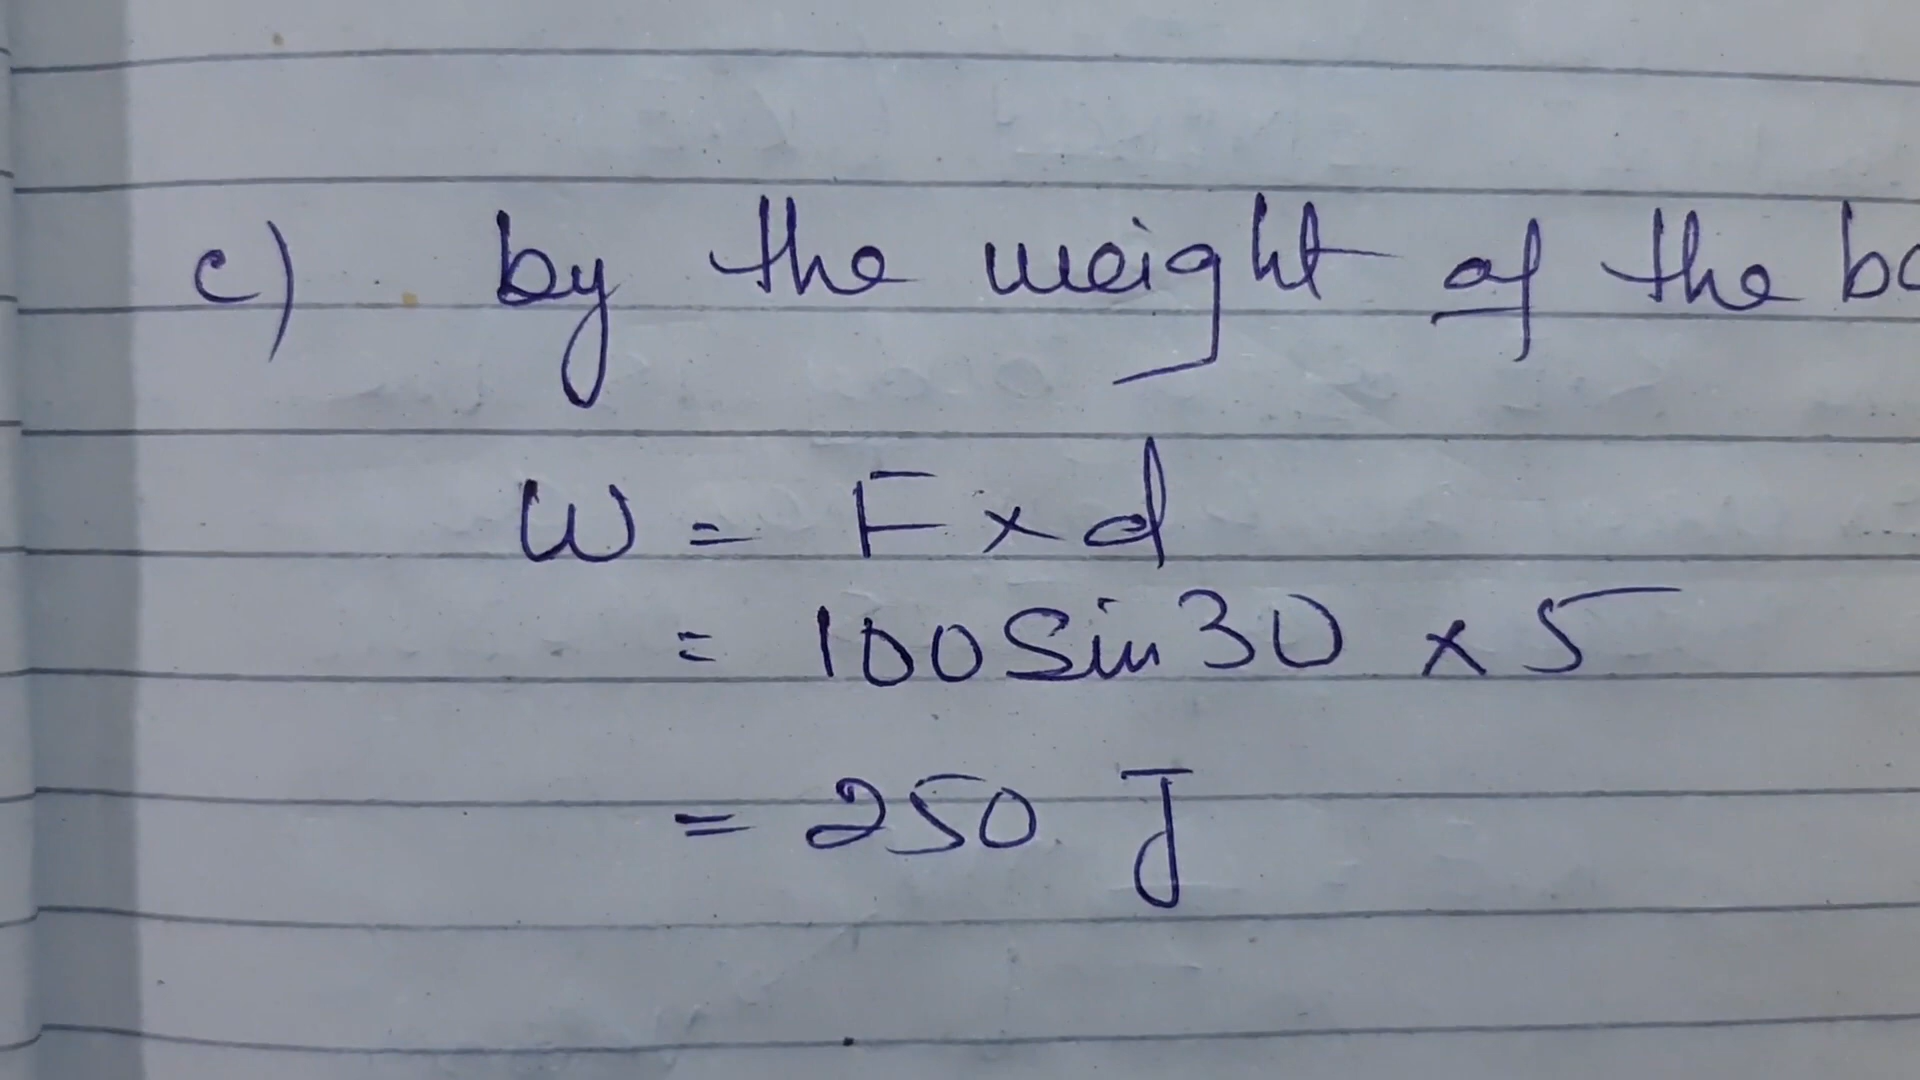 c) by the weight of the
W = F x d
= 100 Sin 30 x 5
= 250 J